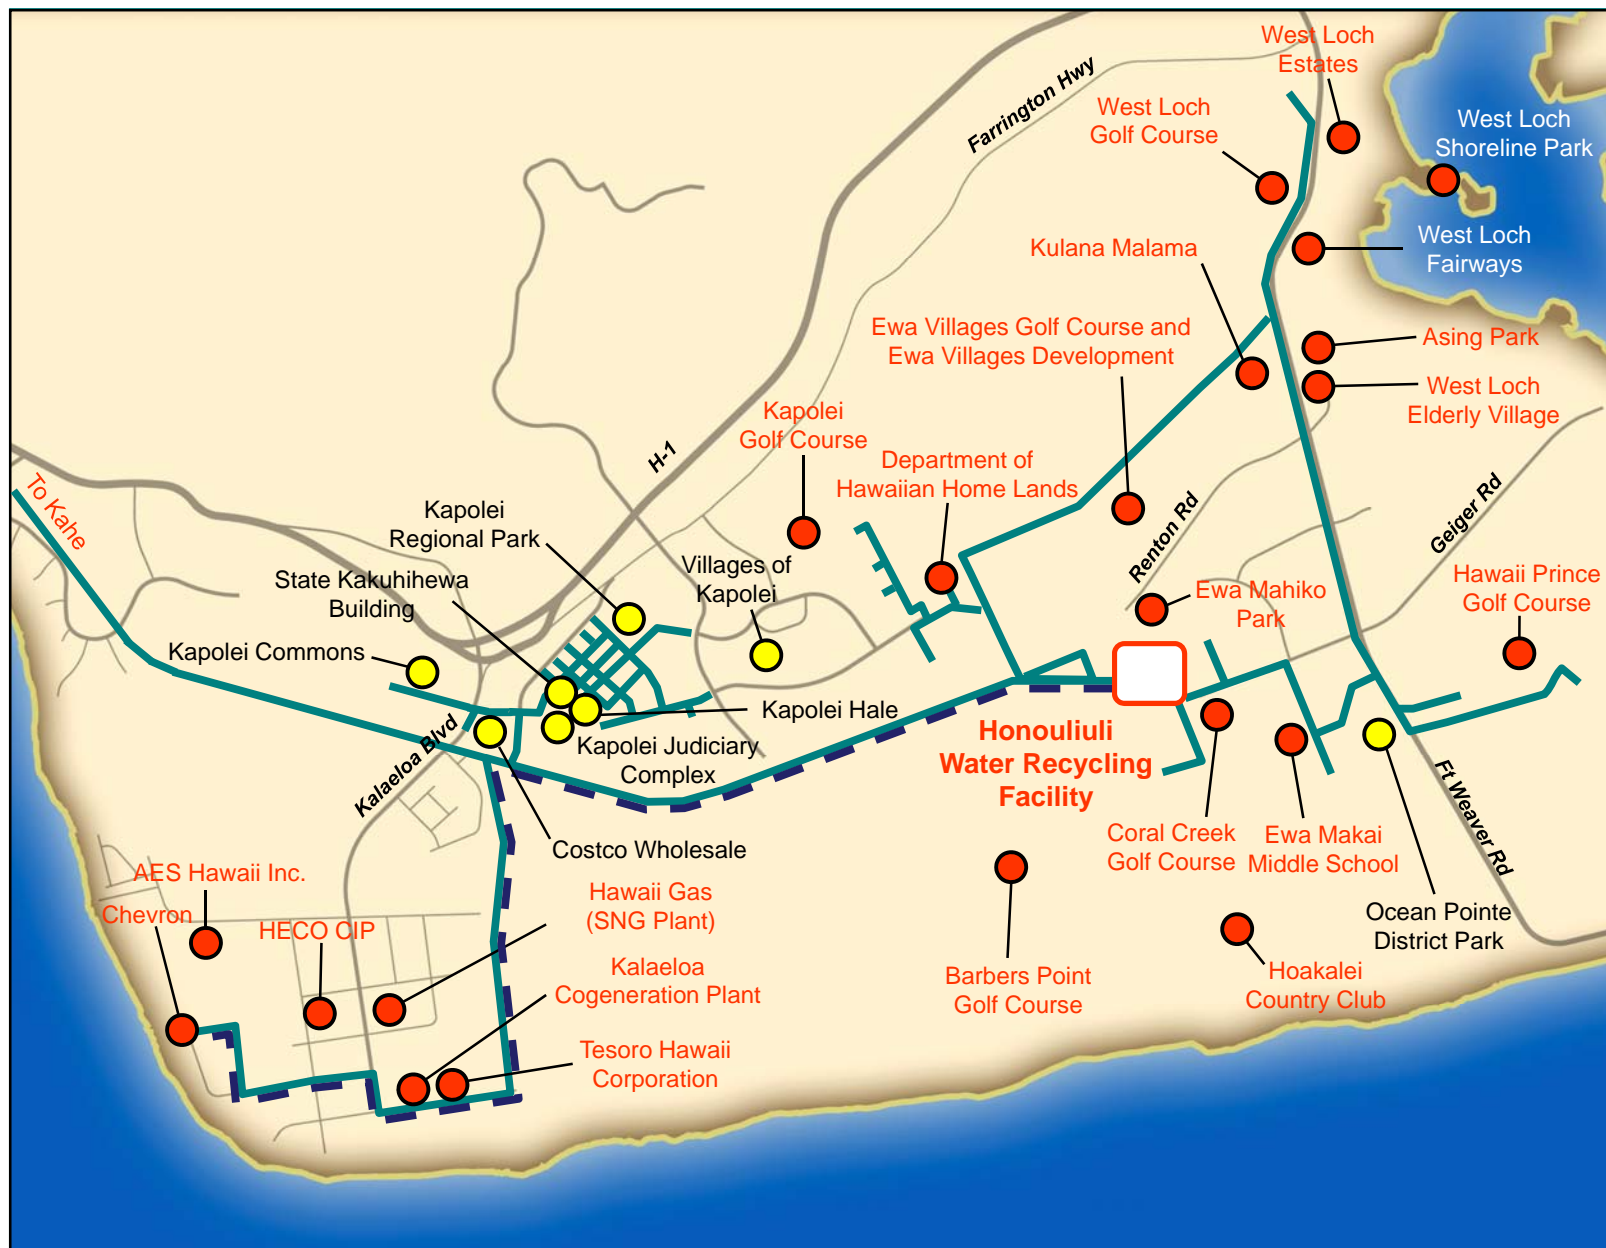 West Loch
Estates
Farrington Hwy
West Loch
Golf Course
West Loch
Shoreline Park
Kulana Malama
West Loch
Fairways
Ewa Villages Golf Course and
Ewa Villages Development
Asing Park
West Loch
Elderly Village
Kapolei
Golf Course
H-1
Department of
Hawaiian Home Lands
To Kahe
Kapolei
Regional Park
Renton Rd
Geiger Rd
State Kakuhihewa
Building
Villages of
Kapolei
Ewa Mahiko
Park
Hawaii Prince
Golf Course
Kapolei Commons
Kapolei Hale
Kalaeloa Blvd
Kapolei Judiciary
Complex
Honouliuli
Water Recycling
Facility
Ft Weaver Rd
Costco Wholesale
Coral Creek
Golf Course
Ewa Makai
Middle School
AES Hawaii Inc.
Chevron
HECO CIP
Hawaii Gas
(SNG Plant)
Ocean Pointe
District Park
Kalaeloa
Cogeneration Plant
Barbers Point
Golf Course
Hoakalei
Country Club
Tesoro Hawaii
Corporation